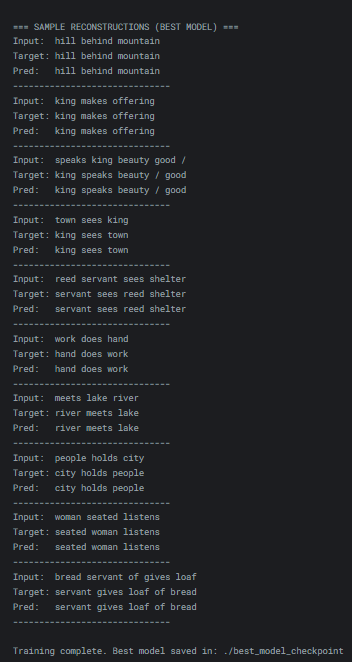 === SAMPLE RECONSTRUCTIONS (BEST MODEL) ===
Input:  hill behind mountain
Target: hill behind mountain
Pred:   hill behind mountain
------------------------------
Input:  king makes offering
Target: king makes offering
Pred:   king makes offering
------------------------------
Input:  speaks king beauty good /
Target: king speaks beauty / good
Pred:   king speaks beauty / good
------------------------------
Input:  town sees king
Target: king sees town
Pred:   king sees town
------------------------------
Input:  reed servant sees shelter
Target: servant sees reed shelter
Pred:   servant sees reed shelter
------------------------------
Input:  work does hand
Target: hand does work
Pred:   hand does work
------------------------------
Input:  meets lake river
Target: river meets lake
Pred:   river meets lake
------------------------------
Input:  people holds city
Target: city holds people
Pred:   city holds people
------------------------------
Input:  woman seated listens
Target: seated woman listens
Pred:   seated woman listens
------------------------------
Input:  bread servant of gives loaf
Target: servant gives loaf of bread
Pred:   servant gives loaf of bread
------------------------------
Training complete. Best model saved in: ./best_model_checkpoint